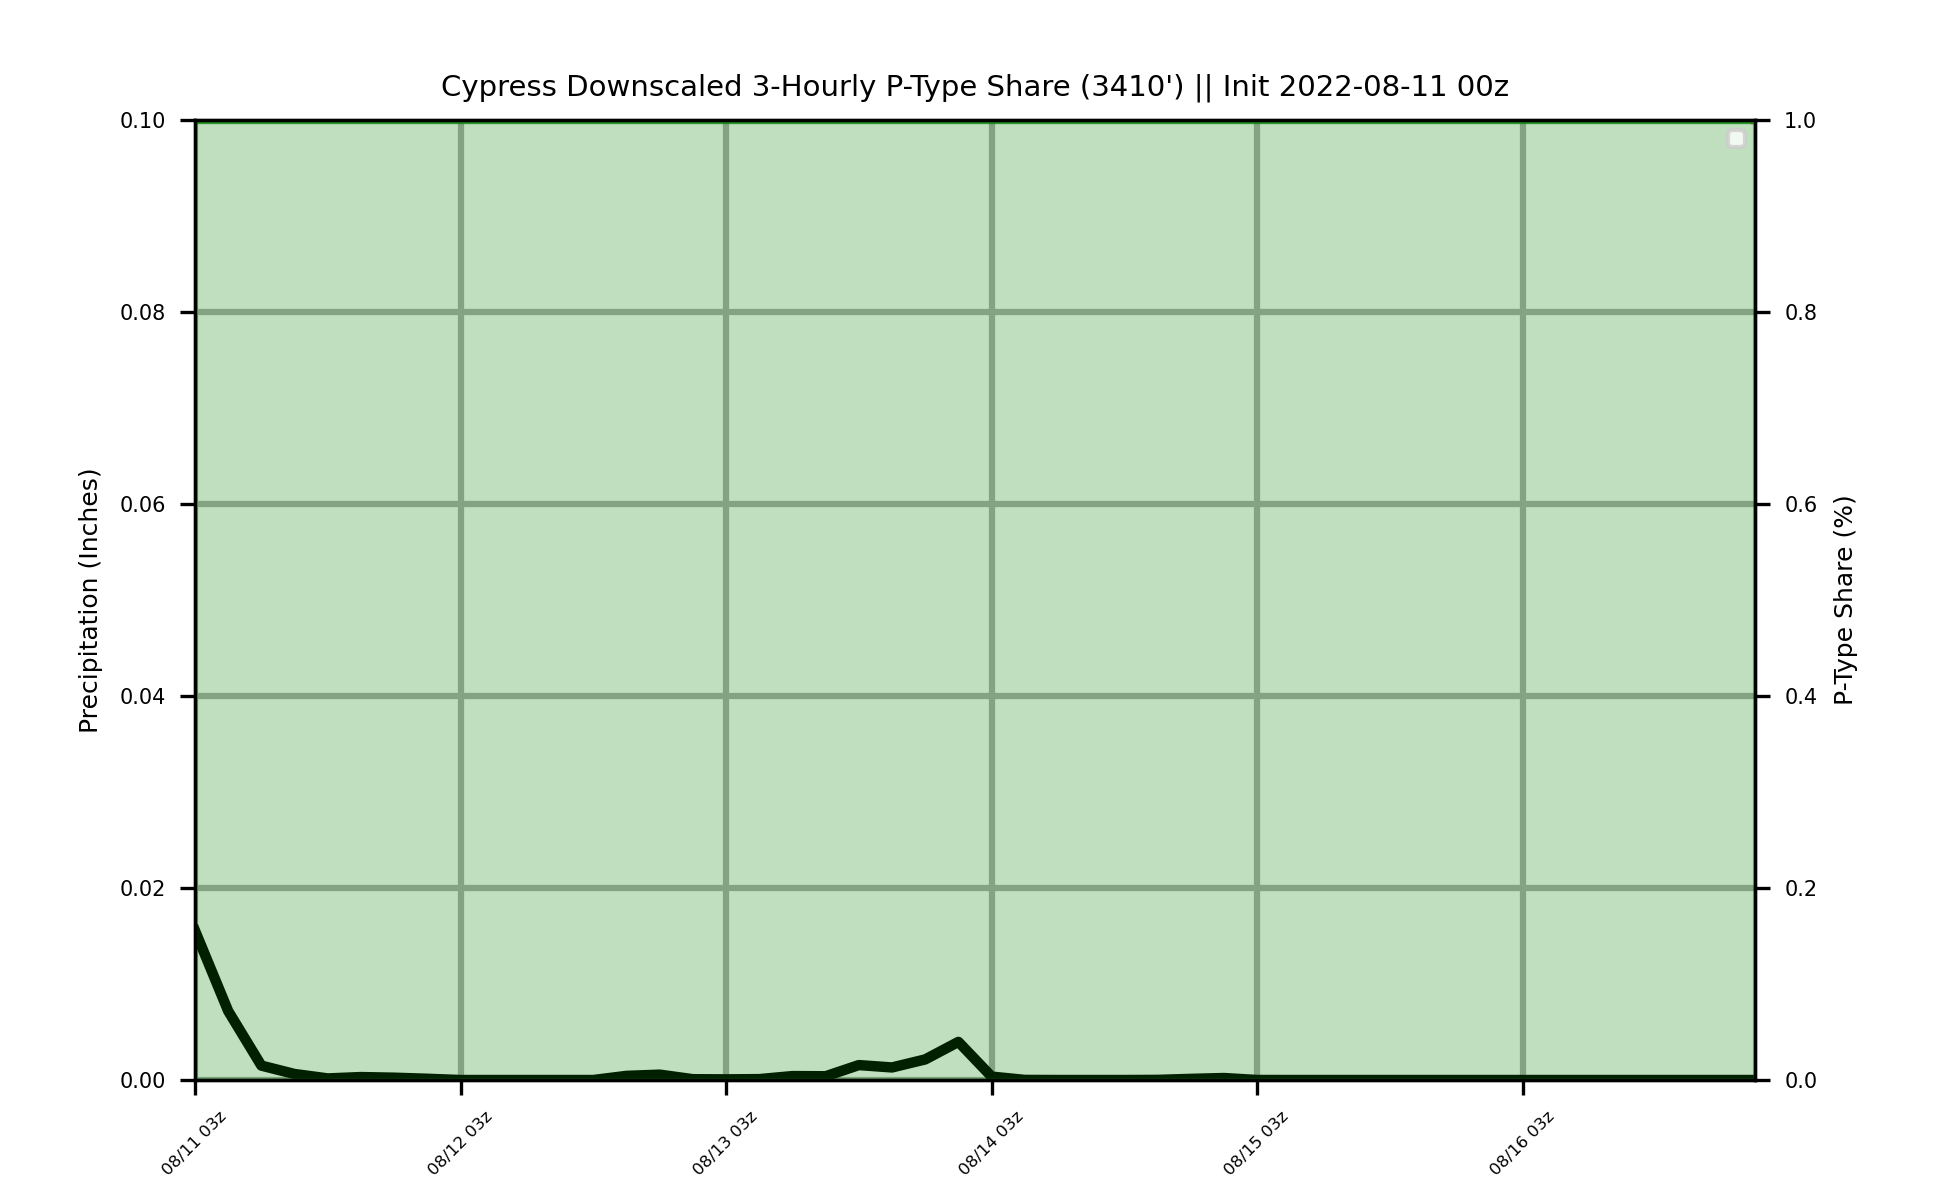 Cypress Downscaled 3-Hourly P-Type Share (3410') || Init 2022-08-11 00z
Precipitation (Inches)
0.10
0.08
0.06
0.04
0.02
0.00
1.0
0.8
0.6
0.4
0.2
0.0
P-Type Share (%)
08/11 03z
08/12 03z
08/13 03z
08/14 03z
08/15 03z
08/16 03z